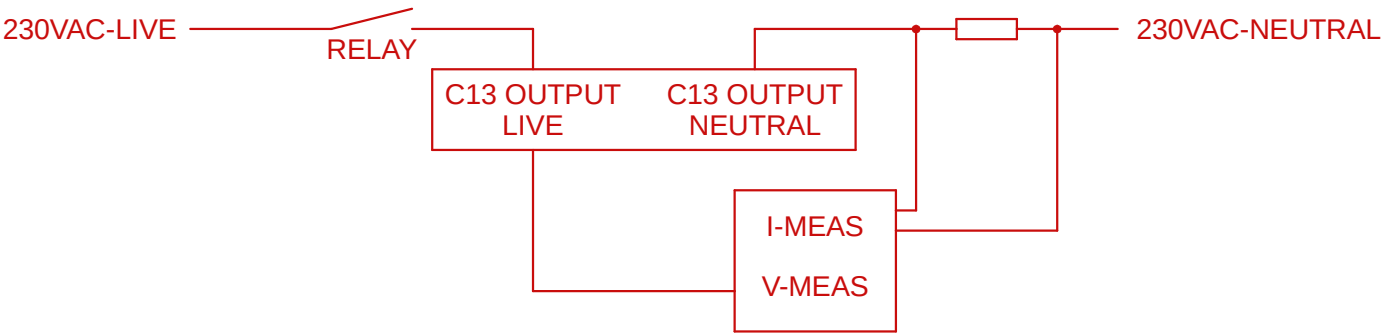 230VAC-LIVE
RELAY
230VAC-NEUTRAL
C13 OUTPUT
LIVE
C13 OUTPUT
NEUTRAL
I-MEAS
V-MEAS